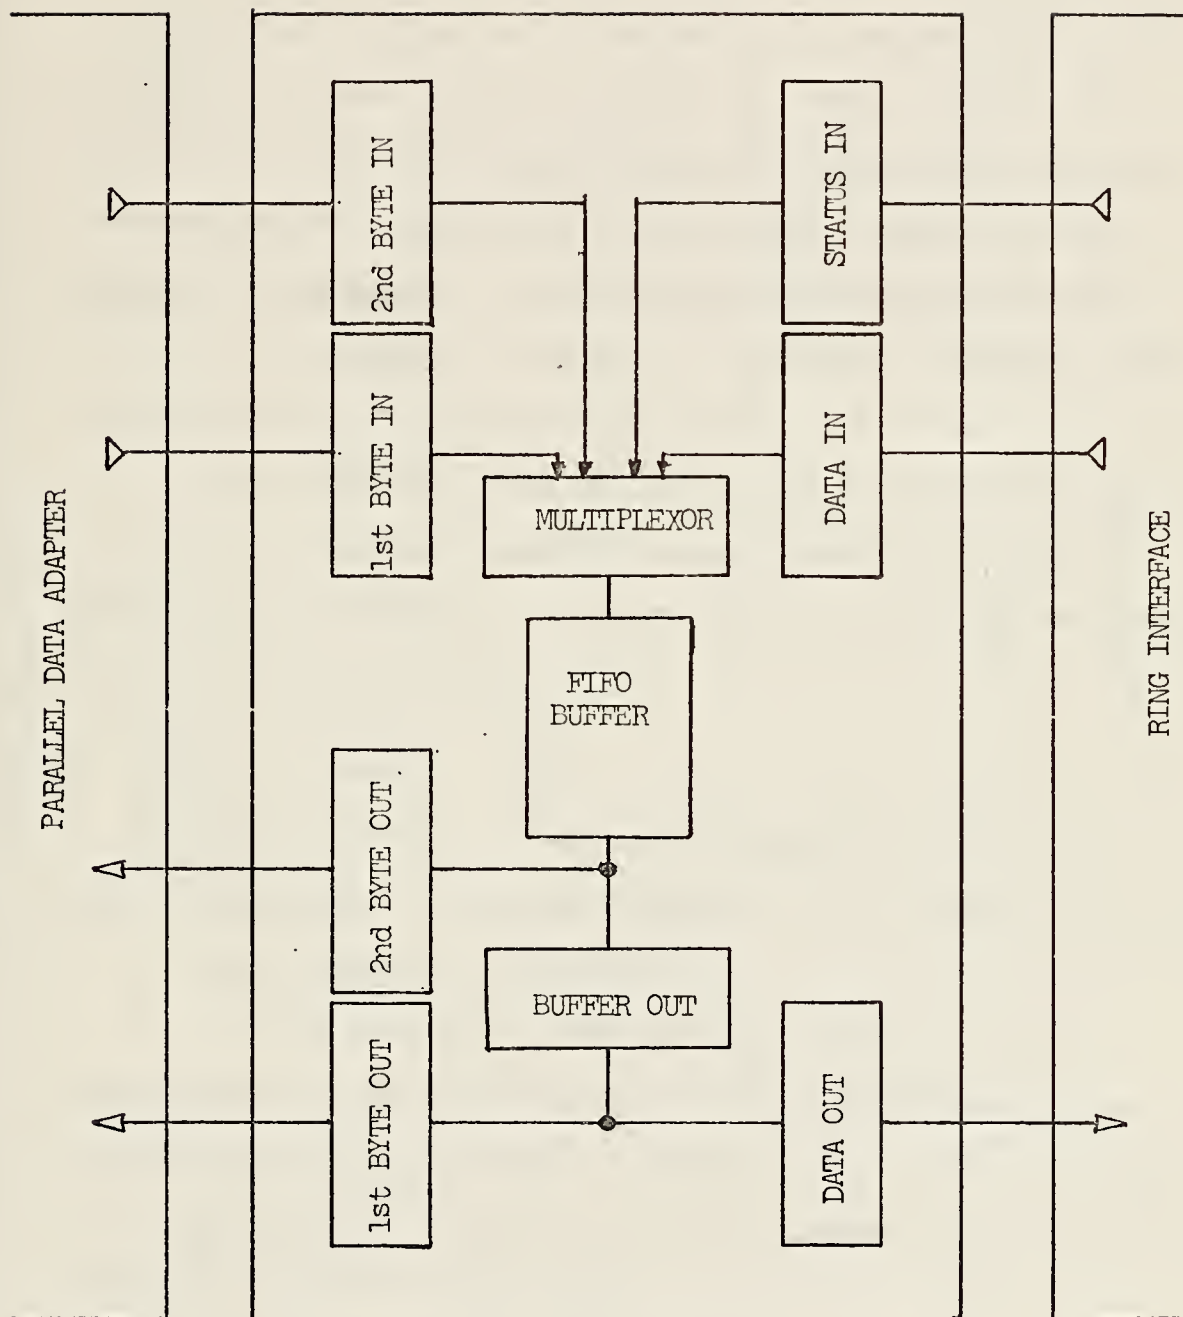 PARALLEL DATA ADAPTER
2nd BYTE IN
1st BYTE IN
STATUS IN
DATA IN
MULTIPLEXOR
FIFO
BUFFER
2nd BYTE OUT
BUFFER OUT
1st BYTE OUT
DATA OUT
RING INTERFACE